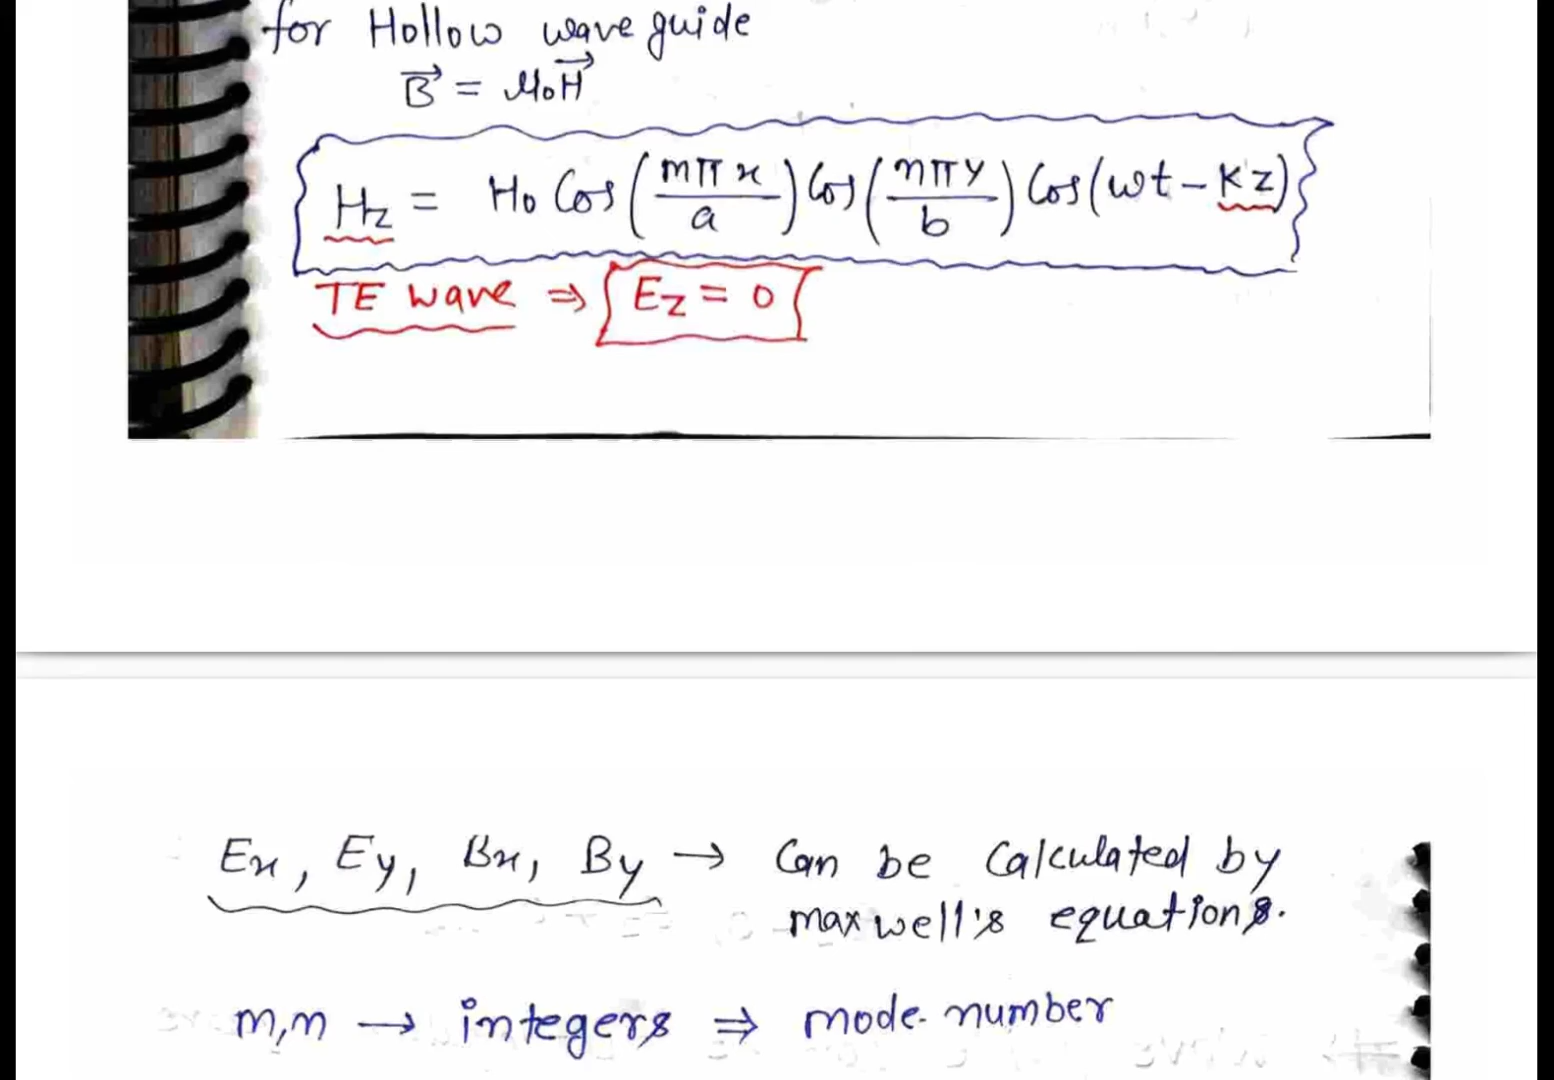 for Hollow wave guide
B⃗ = μ₀H⃗
Hz = H₀ Cos(mπx/a) Cos(nπy/b) Cos(ωt - Kz)
TE wave ⇒ Ez = 0
Ex, Ey, Bx, By → Can be Calculated by
maxwell's equations.
m,n → integers ⇒ mode number